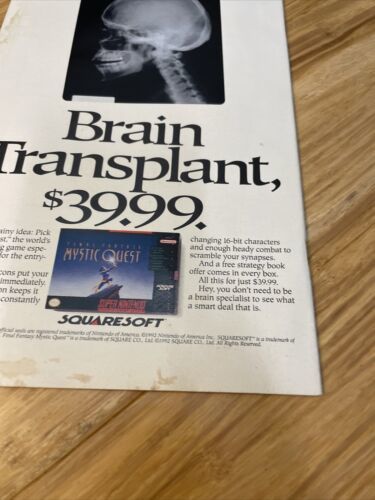 Brain
Transplant,
$39.99.
ainy idea: Pick
st," the world's
g game espe-
for the entry-
cons put your
immediately.
on keeps it
constantly
FINAL FANTASY
MYSTIC QUEST
SUPER NINTENDO
SQUARESOFT
changing 16-bit characters
and enough heady combat to
scramble your synapses.
And a free strategy book
offer comes in every box.
All this for just $39.99.
Hey, you don't need to be
a brain specialist to see what
a smart deal that is.
official seals are registered trademarks of Nintendo of America. ©1992 Nintendo of America Inc. SQUARESOFT™ is a trademark of
Final Fantasy Mystic Quest™ is a trademark of SQUARE CO., Ltd. ©1992 SQUARE CO., Ltd. All Rights Reserved.